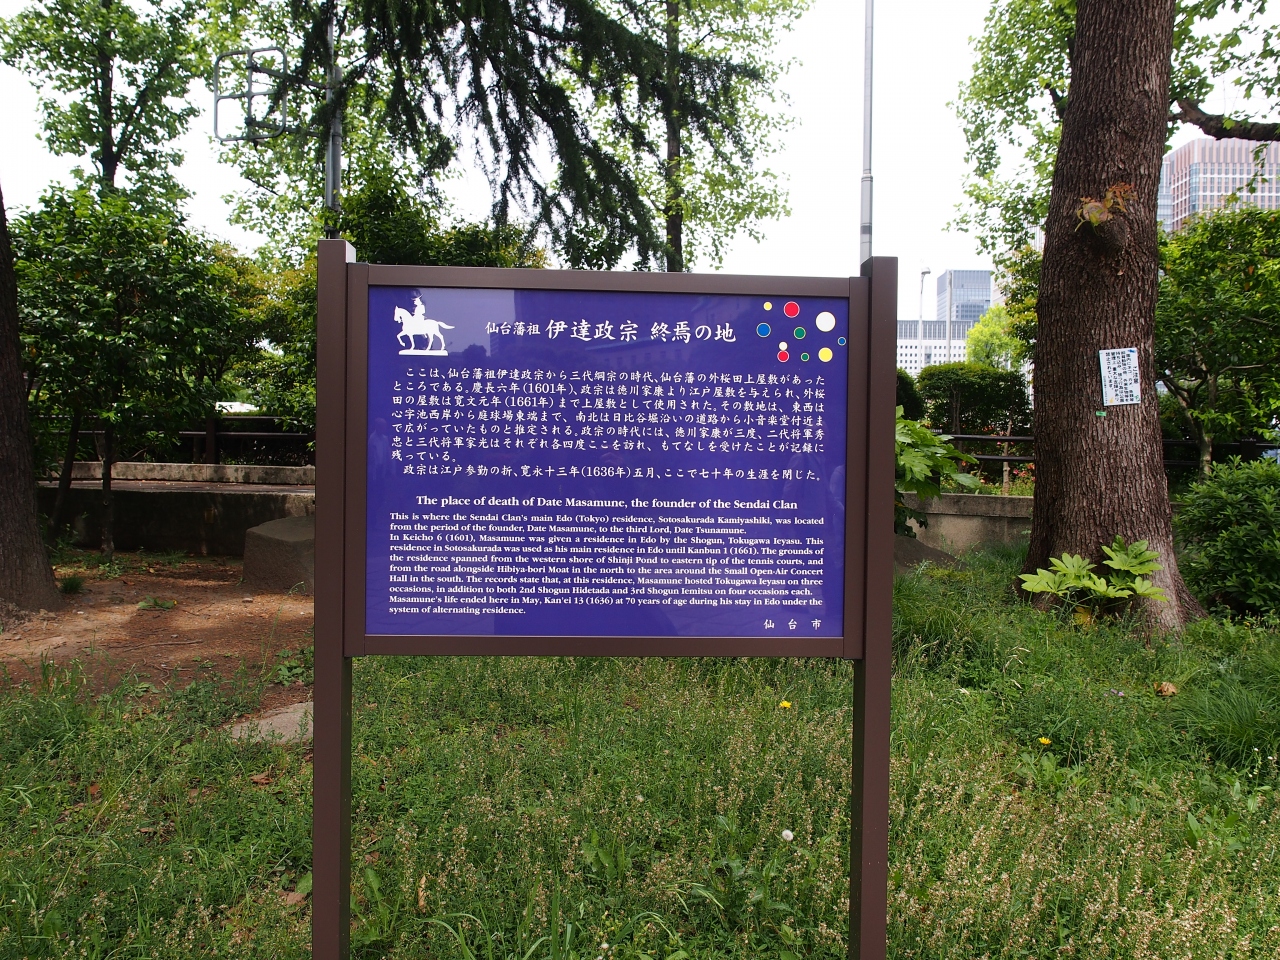 仙台藩祖 伊達政宗 終焉の地
ここは、仙台藩祖伊達政宗から三代綱宗の時代、仙台藩の外桜田上屋敷があった
ところである。慶長六年(1601年)、政宗は徳川家康より江戸屋敷を与えられ、外桜
田の屋敷は寛文元年(1661年)まで上屋敷として使用された。その敷地は、東西は
心字池西岸から庭球場東端まで、南北は日比谷堀沿いの道路から小音楽堂付近ま
で広がっていたものと推定される。政宗の時代には、徳川家康が三度、二代将軍秀
忠と三代将軍家光はそれぞれ各四度ここを訪れ、もてなしを受けたことが記録に
残っている。
政宗は江戸参勤の折、寛永十三年(1636年)五月、ここで七十年の生涯を閉じた。
The place of death of Date Masamune, the founder of the Sendai Clan
This is where the Sendai Clan's main Edo (Tokyo) residence, Sotosakurada Kamiyashiki, was located
from the period of the founder, Date Masamune, to the third Lord, Date Tsunamune.
In Keicho 6 (1601), Masamune was given a residence in Edo by the Shogun, Tokugawa Ieyasu. This
residence in Sotosakurada was used as his main residence in Edo until Kanbun 1 (1661). The grounds of
the residence spanned from the western shore of Shinji Pond to eastern tip of the tennis courts, and
from the road alongside Hibiya-bori Moat in the north to the area around the Small Open-Air Concert
Hall in the south. The records state that, at this residence, Masamune hosted Tokugawa Ieyasu on three
occasions, in addition to both 2nd Shogun Hidetada and 3rd Shogun Iemitsu on four occasions each.
Masamune's life ended here in May, Kan'ei 13 (1636) at 70 years of age during his stay in Edo under the
system of alternating residence.
仙台市